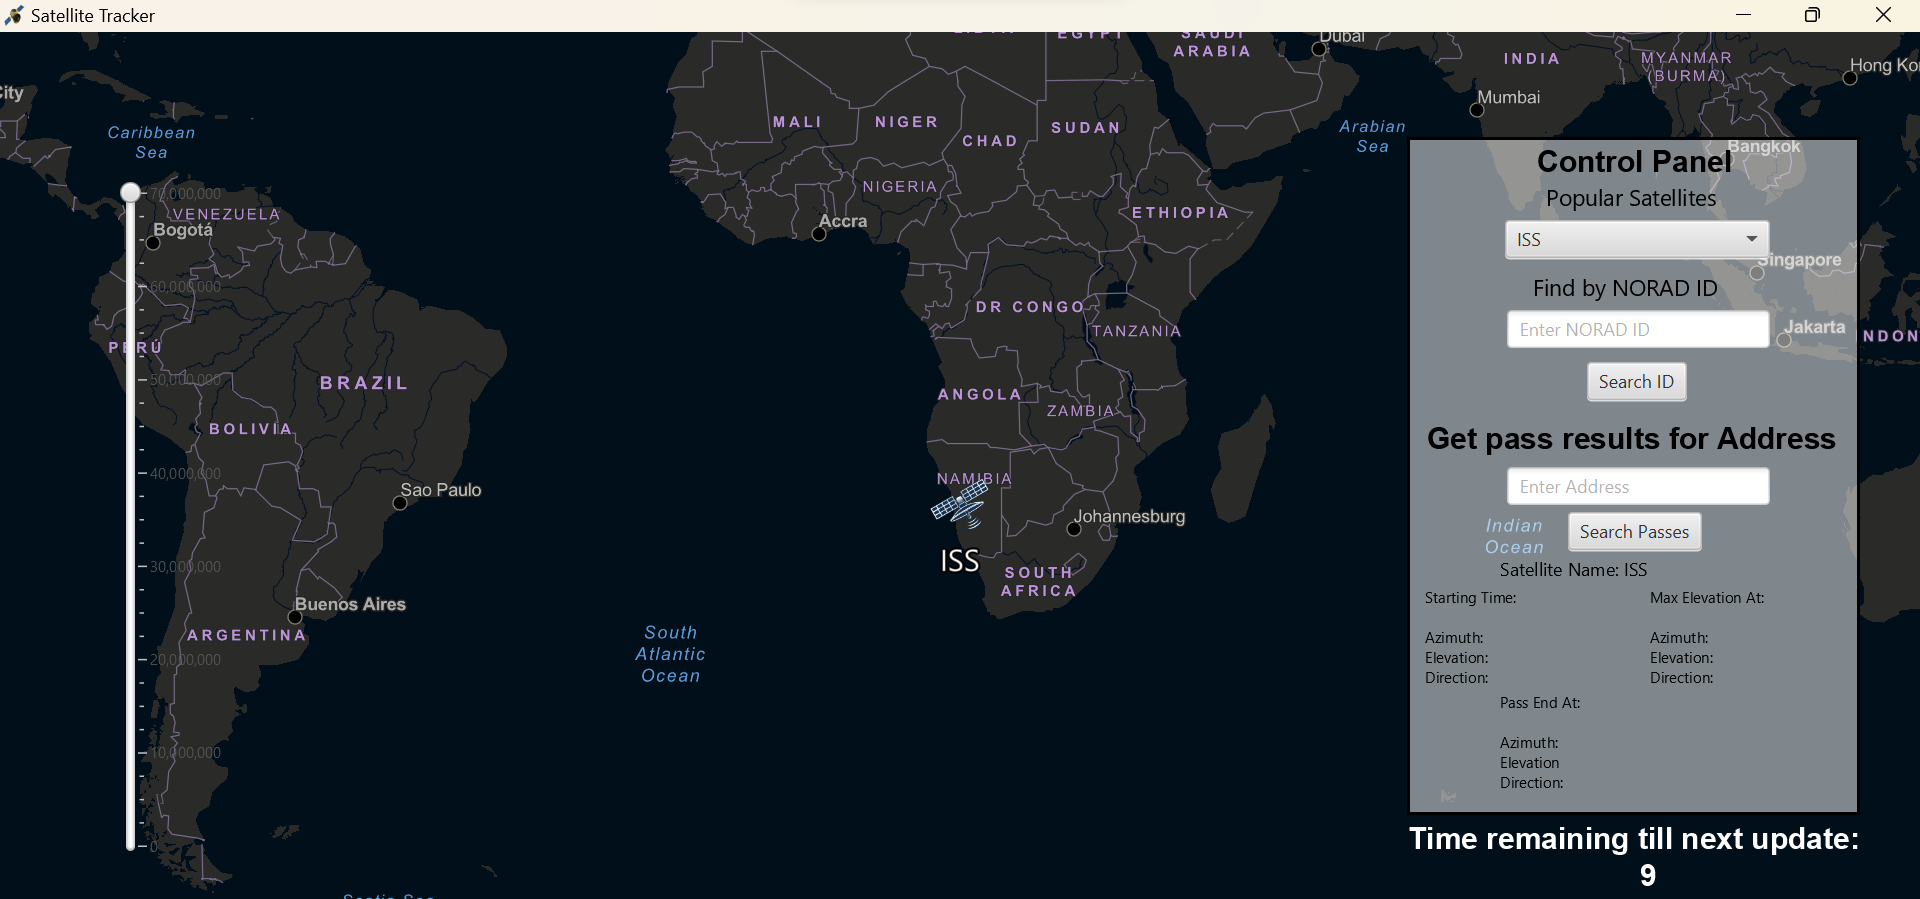 Satellite Tracker
EGYPT
SAUDI
ARABIA
Dubai
INDIA
MYANMAR
(BURMA)
Hong Ko
City
Mumbai
Caribbean
Sea
MALI
NIGER
CHAD
SUDAN
Arabian
Sea
Bangkok
Control Panel
Popular Satellites
70,000,000
VENEZUELA
Bogotá
NIGERIA
Accra
ETHIOPIA
ISS
Singapore
60,000,000
Find by NORAD ID
DR CONGO
TANZANIA
Enter NORAD ID
Jakarta
INDON
PERÚ
50,000,000
BRAZIL
ANGOLA
ZAMBIA
Search ID
BOLIVIA
Get pass results for Address
40,000,000
NAMIBIA
Enter Address
Sao Paulo
Johannesburg
Indian
Ocean
Search Passes
ISS
30,000,000
SOUTH
AFRICA
Satellite Name: ISS
Starting Time:
Max Elevation At:
Buenos Aires
ARGENTINA
South
Atlantic
Ocean
20,000,000
Azimuth:
Elevation:
Direction:
Azimuth:
Elevation:
Direction:
Pass End At:
10,000,000
Azimuth:
Elevation
Direction:
0
Time remaining till next update:
9
Scotia Sea